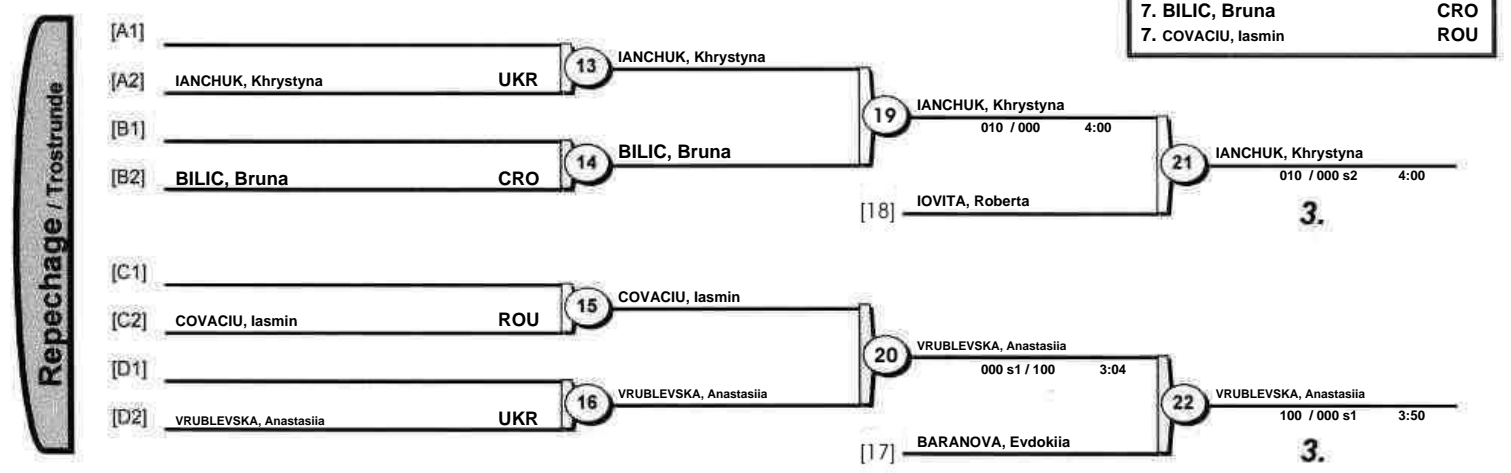 7. BILIC, Bruna CRO
7. COVACIU, Iasmin ROU
Repechage / Trostrunde
[A1]
[A2] IANCHUK, Khrystyna UKR
13 IANCHUK, Khrystyna
[B1]
[B2] BILIC, Bruna CRO
14 BILIC, Bruna
19 IANCHUK, Khrystyna
010 / 000 4:00
[18] IOVITA, Roberta
21 IANCHUK, Khrystyna
010 / 000 s2 4:00
3.
[C1]
[C2] COVACIU, Iasmin ROU
15 COVACIU, Iasmin
[D1]
[D2] VRUBLEVSKA, Anastasiia UKR
16 VRUBLEVSKA, Anastasiia
20 VRUBLEVSKA, Anastasiia
000 s1 / 100 3:04
[17] BARANOVA, Evdokiia
22 VRUBLEVSKA, Anastasiia
100 / 000 s1 3:50
3.